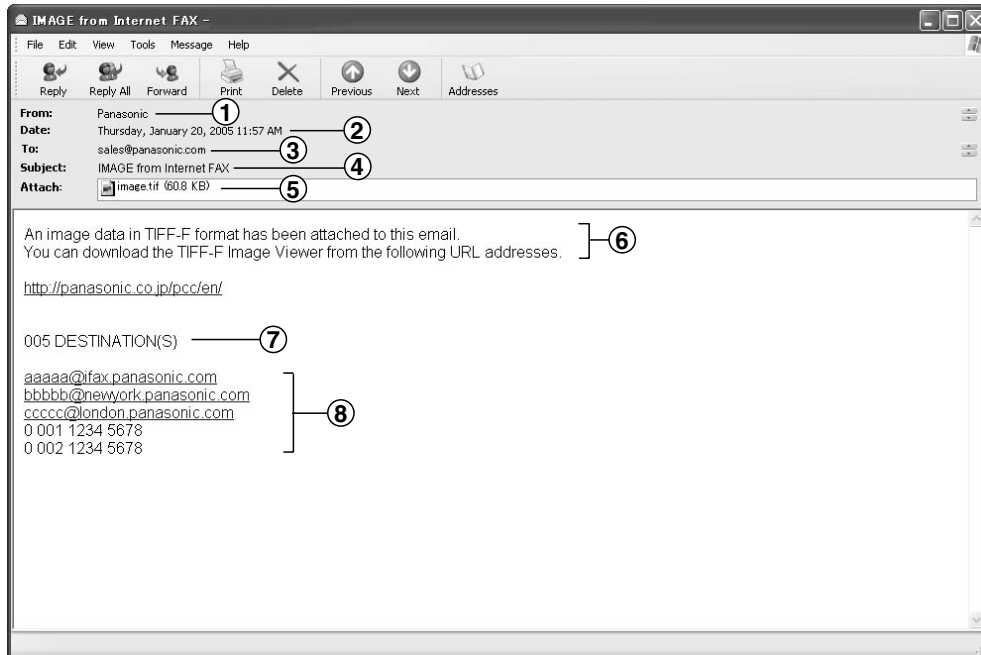 IMAGE from Internet FAX -
File Edit View Tools Message Help
Reply Reply All Forward Print Delete Previous Next Addresses
From: Panasonic 1
Date: Thursday, January 20, 2005 11:57 AM 2
To: sales@panasonic.com 3
Subject: IMAGE from Internet FAX 4
Attach: image.tif (60.8 KB) 5
An image data in TIFF-F format has been attached to this email.
You can download the TIFF-F Image Viewer from the following URL addresses.
6
http://panasonic.co.jp/pcc/en/
005 DESTINATION(S) 7
aaaaa@ifax.panasonic.com
bbbbb@newyork.panasonic.com
ccccc@london.panasonic.com
8
0 001 1234 5678
0 002 1234 5678